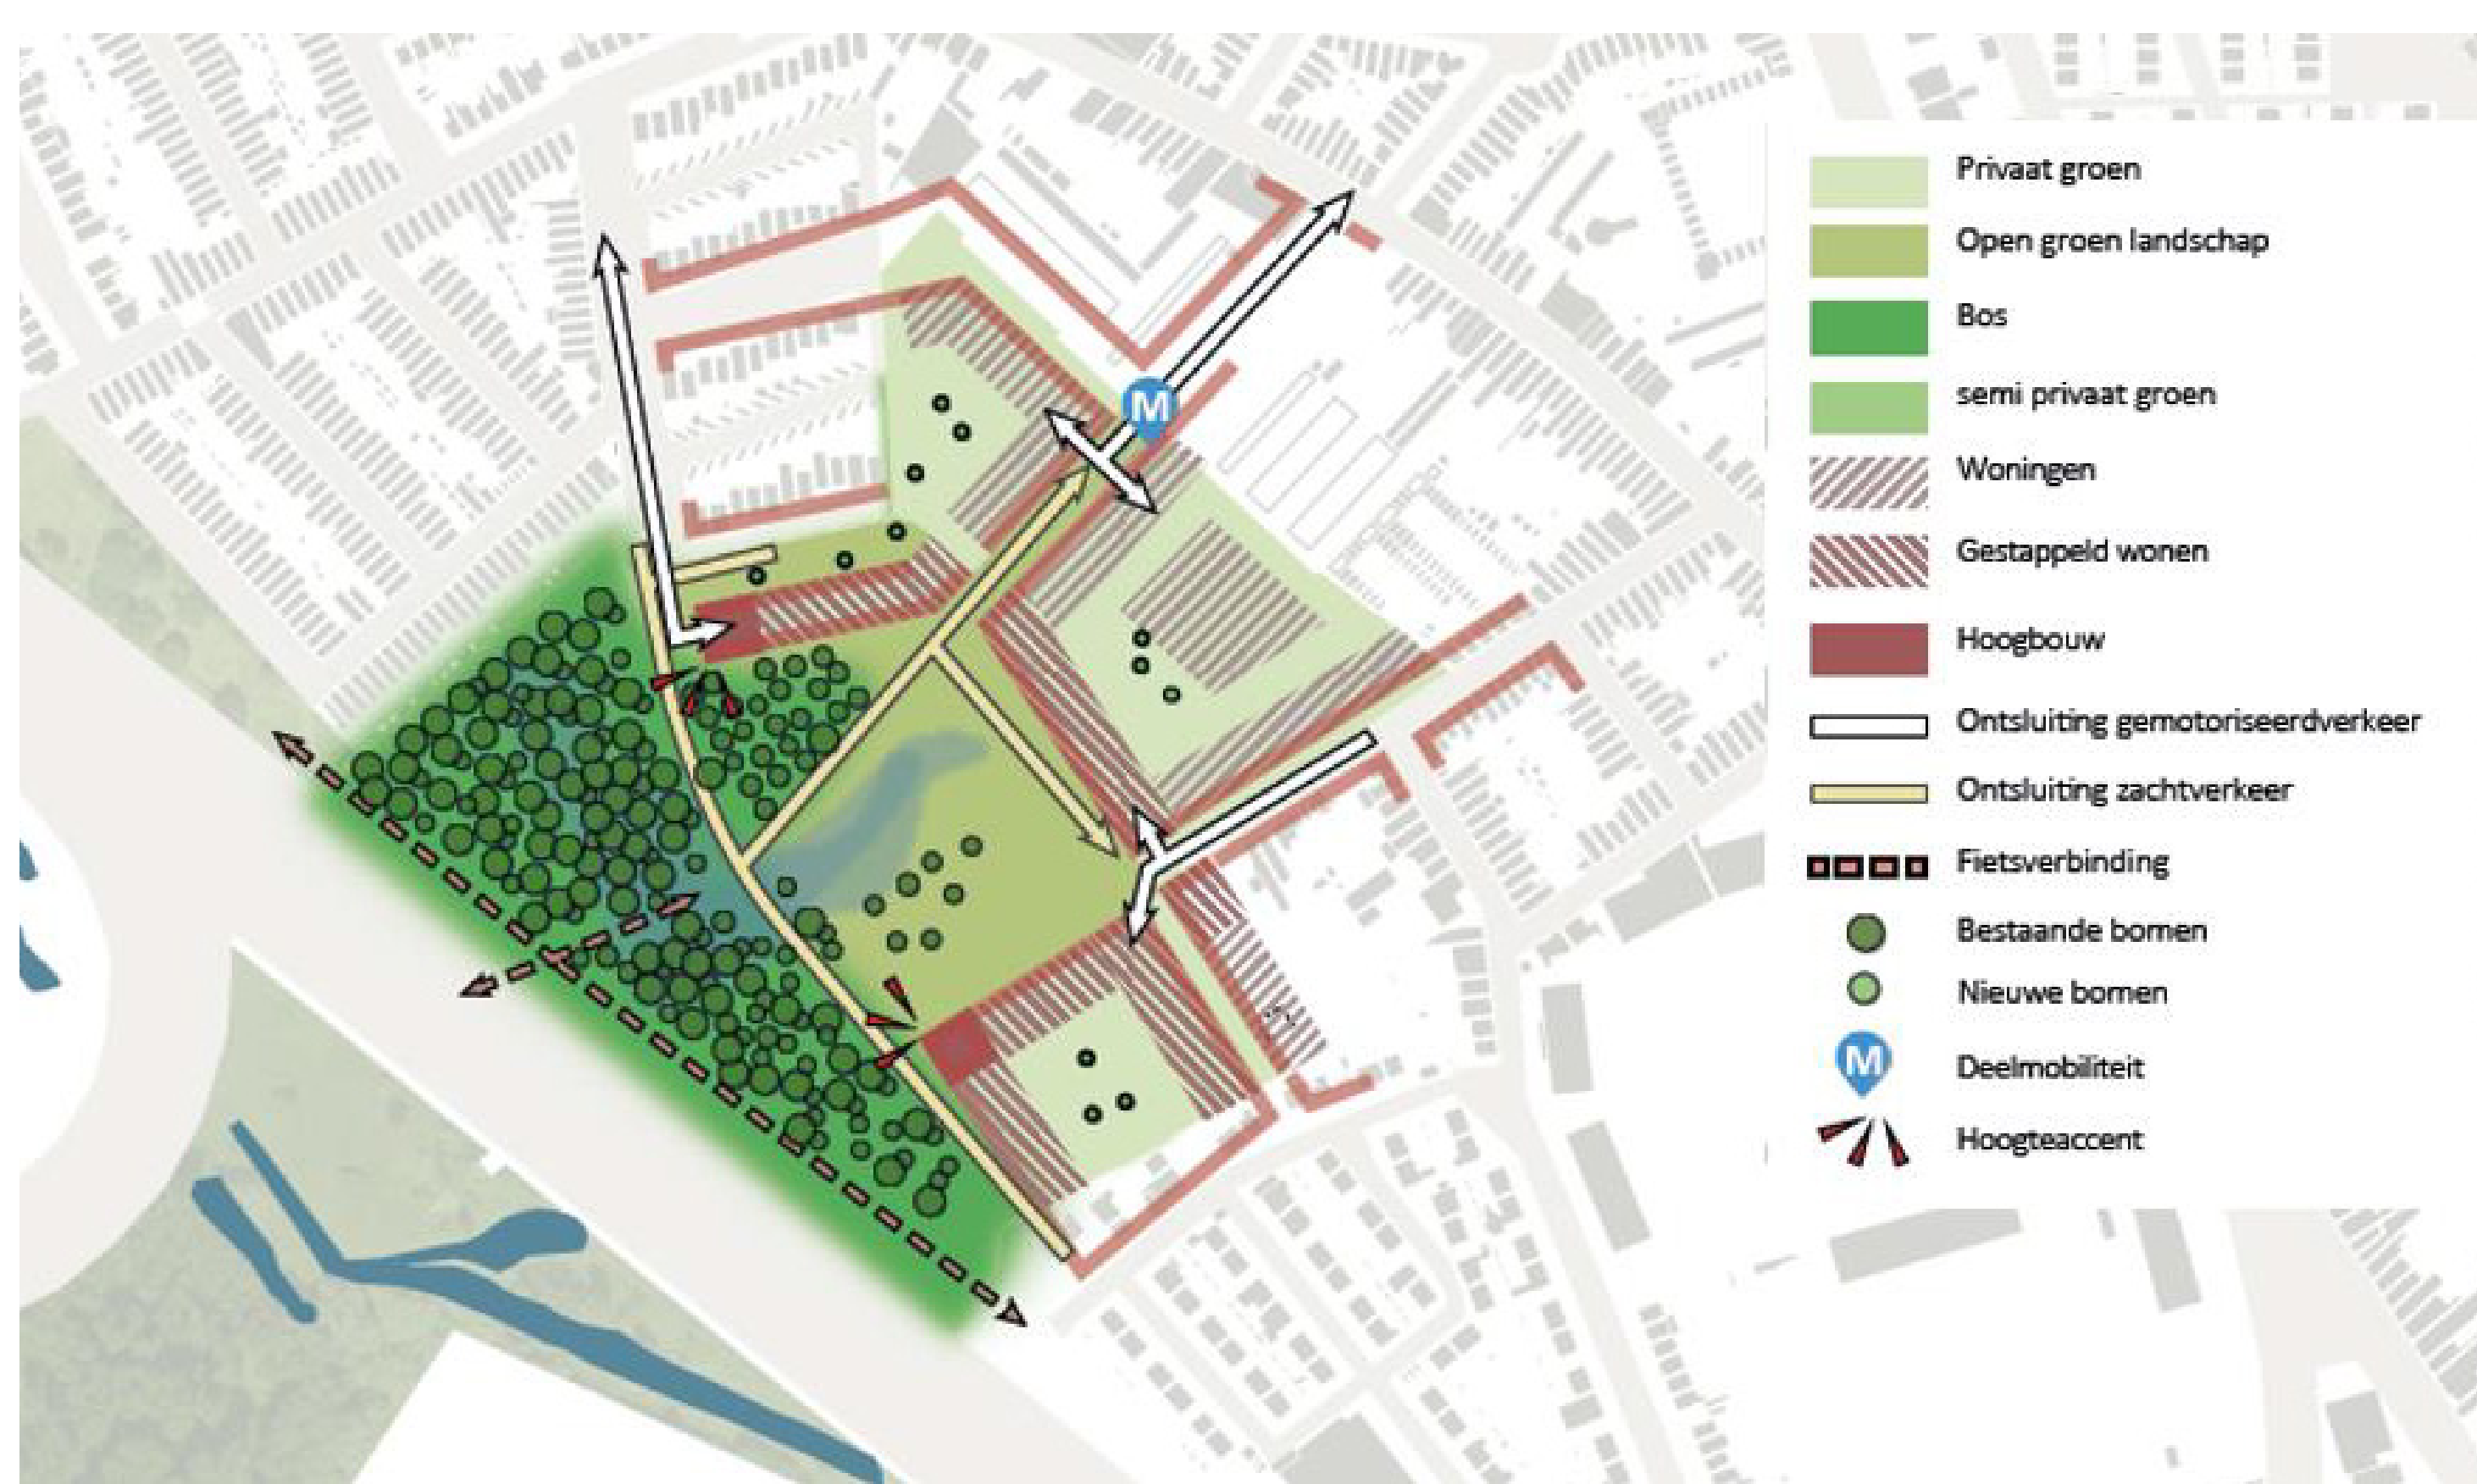 M
Privaat groen
Open groen landschap
Bos
semi privaat groen
Woningen
Gestappeld wonen
Hoogbouw
Ontsluiting gemotoriseerdverkeer
Ontsluiting zachtverkeer
Fietsverbinding
Bestaande bomen
Nieuwe bomen
M
Deelmobiliteit
Hoogteaccent